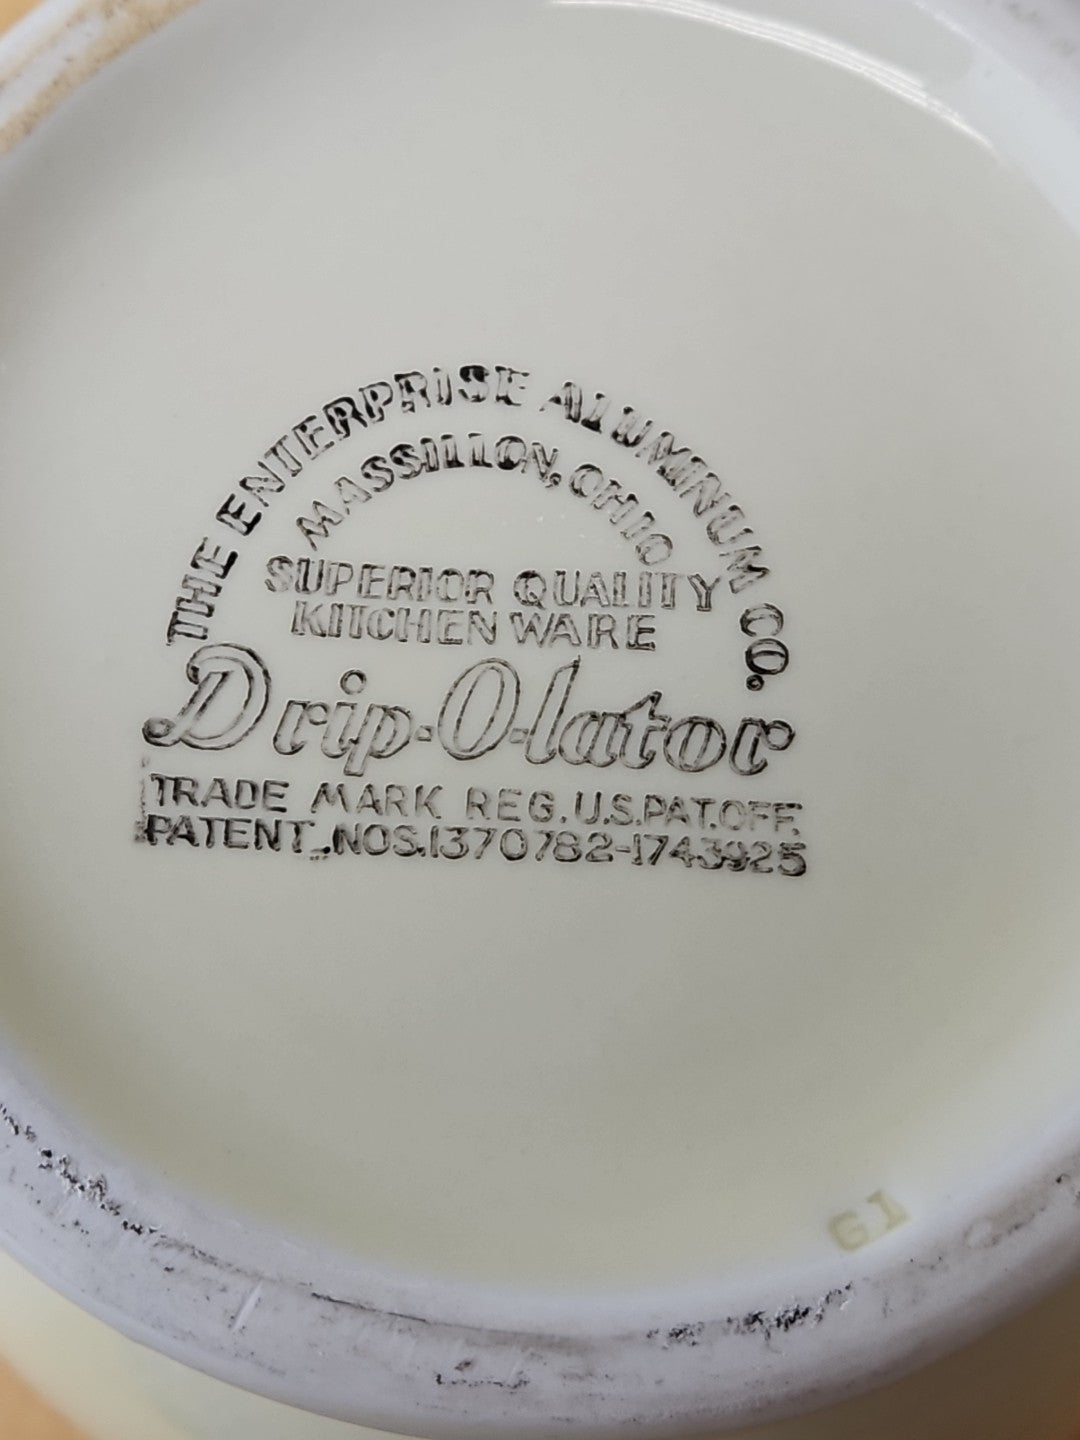 THE ENTERPRISE ALUMINUM CO.
MASSILLON, OHIO
SUPERIOR QUALITY
KITCHEN WARE
Drip-O-lator
TRADE MARK REG. U.S. PAT. OFF.
PATENT NOS. 1370782-1743925
GI